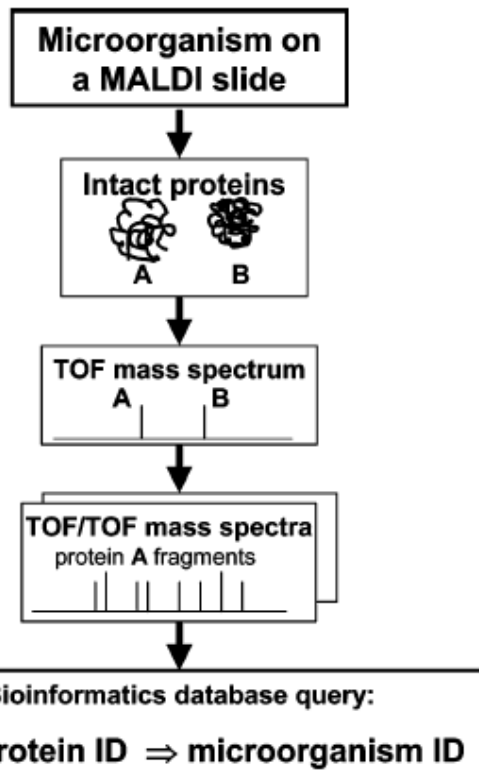 Microorganism on
a MALDI slide
Intact proteins
A B
TOF mass spectrum
A B
TOF/TOF mass spectra
protein A fragments
ioinformatics database query:
rotein ID ⇒ microorganism ID